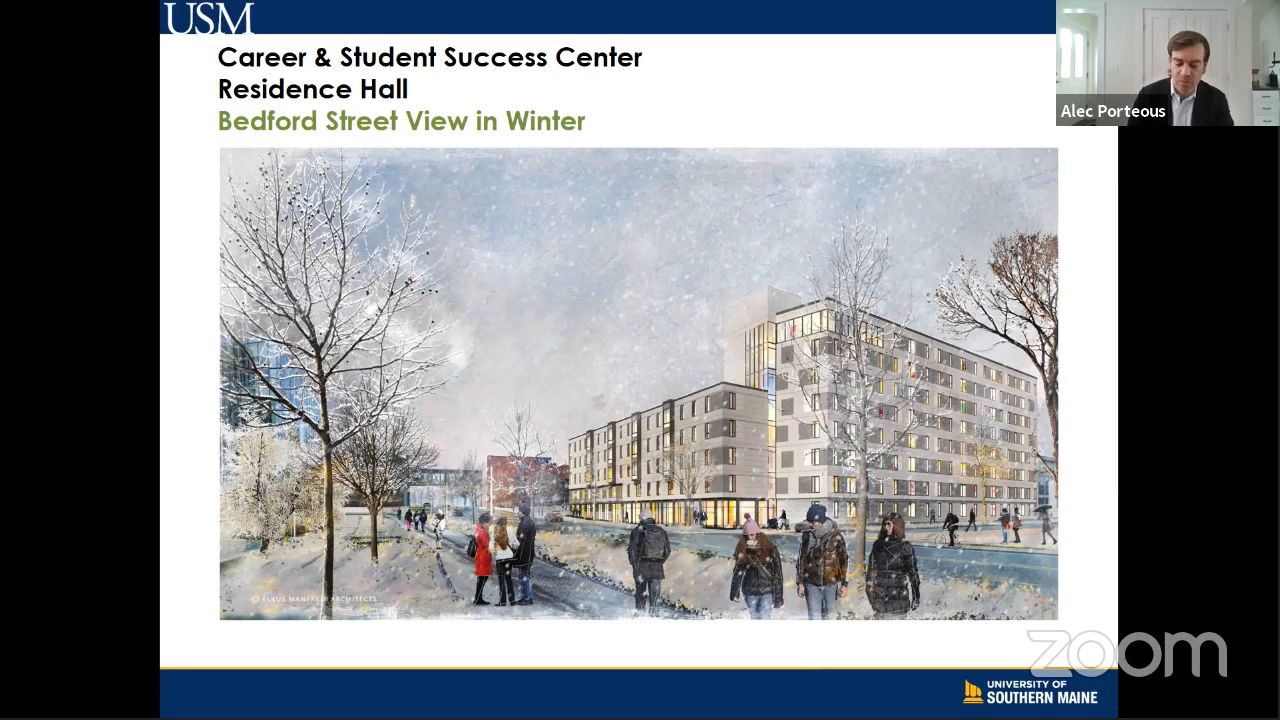 USM
Career & Student Success Center
Residence Hall
Bedford Street View in Winter
Alec Porteous
© ELKUS MANFREDI ARCHITECTS
zoom
UNIVERSITY OF
SOUTHERN MAINE